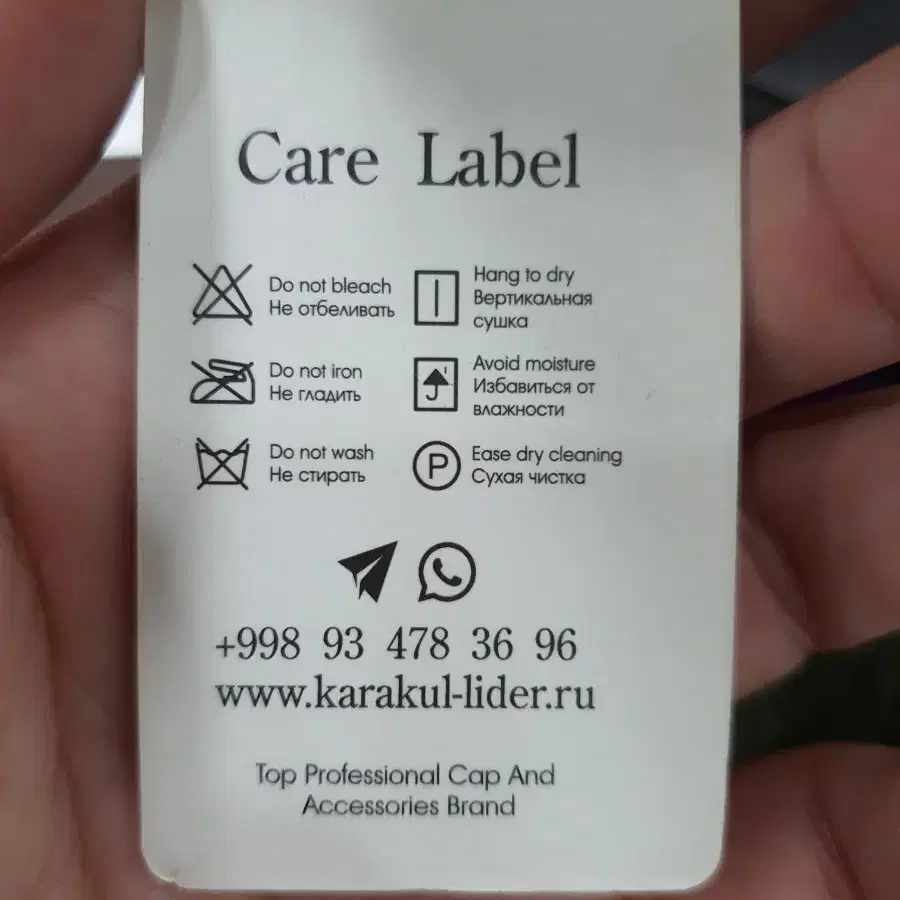 Care Label
Do not bleach
Не отбеливать
Hang to dry
Вертикальная
сушка
Do not iron
Не гладить
Avoid moisture
Избавиться от
влажности
Do not wash
Не стирать
P
Ease dry cleaning
Сухая чистка
+998 93 478 36 96
www.karakul-lider.ru
Top Professional Cap And
Accessories Brand